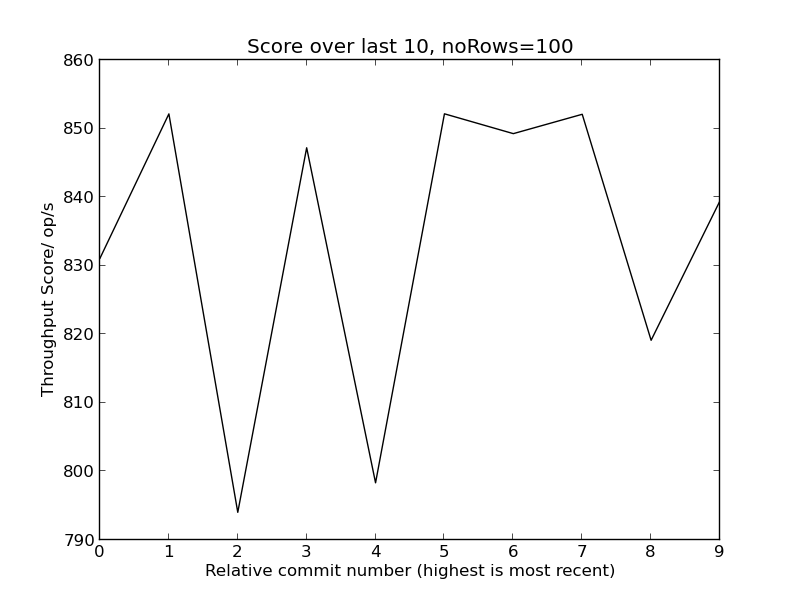 Score over last 10, noRows=100
860
850
840
830
820
810
800
790
Throughput Score/ op/s
0 1 2 3 4 5 6 7 8 9
Relative commit number (highest is most recent)